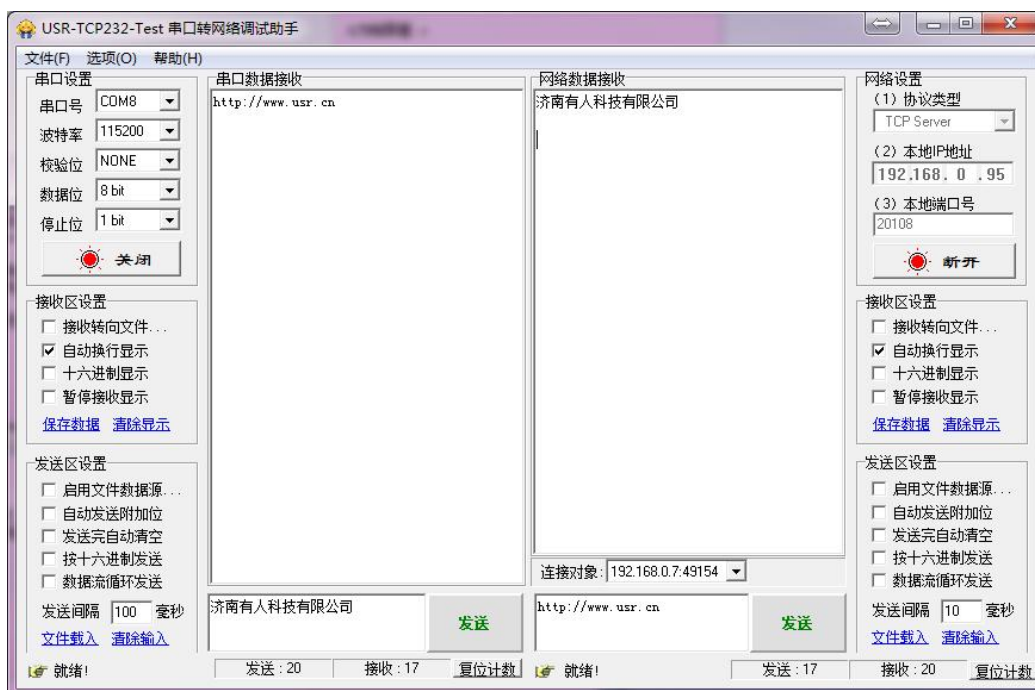 USR-TCP232-Test 串口转网络调试助手
文件(F) 选项(O) 帮助(H)
串口设置
串口号 COM8
波特率 115200
校验位 NONE
数据位 8 bit
停止位 1 bit
关闭
接收区设置
接收转向文件...
自动换行显示
十六进制显示
暂停接收显示
保存数据 清除显示
发送区设置
启用文件数据源...
自动发送附加位
发送完自动清空
按十六进制发送
数据流循环发送
发送间隔 100 毫秒
文件载入 清除输入
串口数据接收
http://www.usr.cn
济南有人科技有限公司
发送
网络数据接收
济南有人科技有限公司
连接对象: 192.168.0.7:49154
http://www.usr.cn
发送
网络设置
(1) 协议类型
TCP Server
(2) 本地IP地址
192.168. 0 .95
(3) 本地端口号
20108
断开
接收区设置
接收转向文件...
自动换行显示
十六进制显示
暂停接收显示
保存数据 清除显示
发送区设置
启用文件数据源...
自动发送附加位
发送完自动清空
按十六进制发送
数据流循环发送
发送间隔 10 毫秒
文件载入 清除输入
就绪! 发送:20 接收:17 复位计数
就绪! 发送:17 接收:20 复位计数